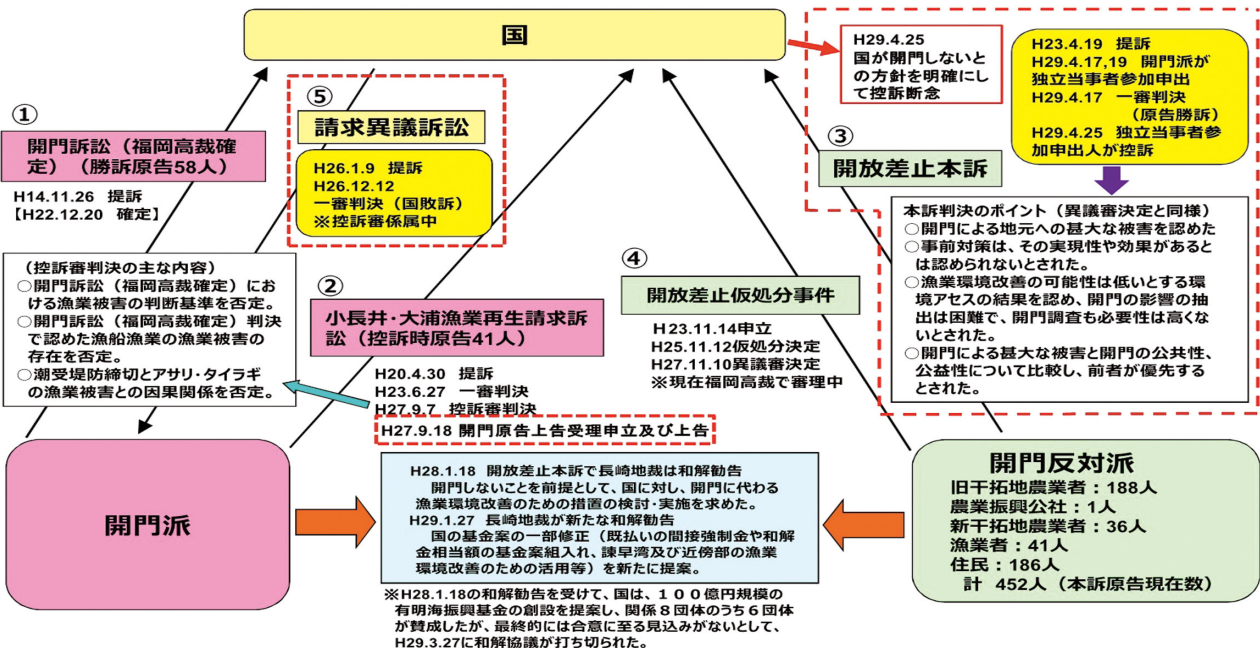 国
①
開門訴訟（福岡高裁確
定）（勝訴原告58人）
H14.11.26 提訴
【H22.12.20 確定】
（控訴審判決の主な内容）
○開門訴訟（福岡高裁確定）にお
ける漁業被害の判断基準を否定。
○開門訴訟（福岡高裁確定）判決
で認めた漁船漁業の漁業被害の
存在を否定。
○潮受堤防締切とアサリ・タイラギ
の漁業被害との因果関係を否定。
⑤
請求異議訴訟
H26.1.9 提訴
H26.12.12
一審判決（国敗訴）
※控訴審係属中
②
小長井・大浦漁業再生請求訴
訟（控訴時原告41人）
H20.4.30 提訴
H23.6.27 一審判決
H27.9.7 控訴審判決
H27.9.18 開門原告上告受理申立及び上告
④
開放差止仮処分事件
H23.11.14申立
H25.11.12仮処分決定
H27.11.10異議審決定
※現在福岡高裁で審理中
③
開放差止本訴
H29.4.25
国が開門しないと
の方針を明確にし
て控訴断念
H23.4.19 提訴
H29.4.17,19 開門派が
独立当事者参加申出
H29.4.17 一審判決
（原告勝訴）
H29.4.25 独立当事者参
加申出人が控訴
本訴判決のポイント（異議審決定と同様）
○開門による地元への甚大な被害を認めた
○事前対策は、その実現性や効果があると
は認められないとされた。
○漁業環境改善の可能性は低いとする環
境アセスの結果を認め、開門の影響の抽
出は困難で、開門調査も必要性は高くな
いとされた。
○開門による甚大な被害と開門の公共性、
公益性について比較し、前者が優先する
とされた。
開門派
H28.1.18 開放差止本訴で長崎地裁は和解勧告
開門しないことを前提として、国に対し、開門に代わる
漁業環境改善のための措置の検討・実施を求めた。
H29.1.27 長崎地裁が新たな和解勧告
国の基金案の一部修正（既払いの間接強制金や和解
金相当額の基金案組入れ、諫早湾及び近傍部の漁業
環境改善のための活用等）を新たに提案。
※H28.1.18の和解勧告を受けて、国は、１００億円規模の
有明海振興基金の創設を提案し、関係８団体のうち６団体
が賛成したが、最終的には合意に至る見込みがないとして、
H29.3.27に和解協議が打ち切られた。
開門反対派
旧干拓地農業者：188人
農業振興公社：1人
新干拓地農業者：36人
漁業者：41人
住民：186人
計 452人（本訴原告現在数）